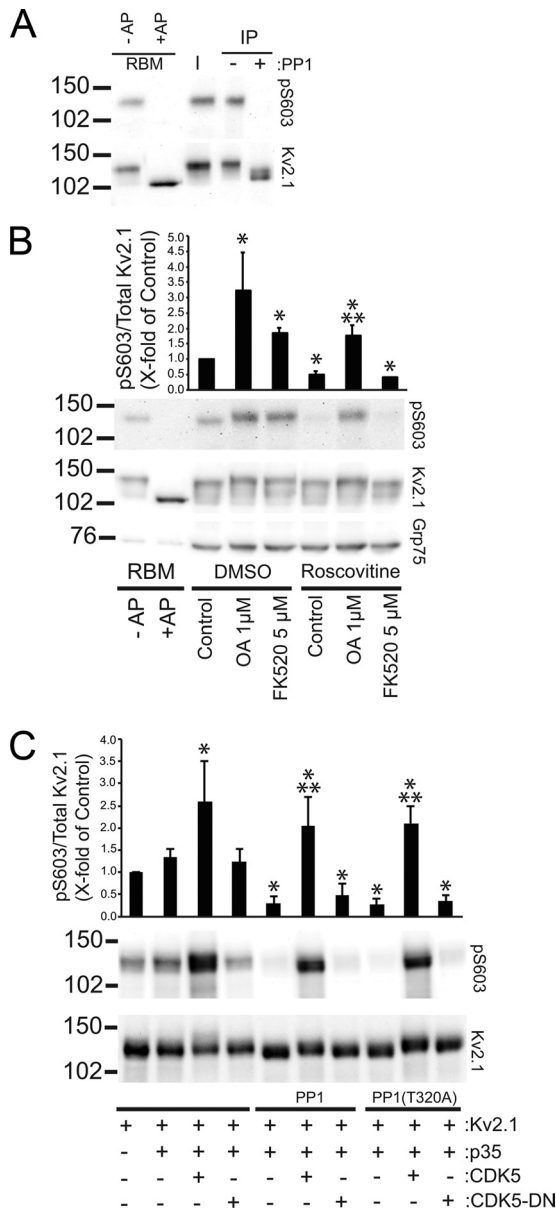 A
- AP
+AP
RBM
I
IP
- + :PP1
150
102
pS603
150
102
Kv2.1
B
pS603/Total Kv2.1
(X-fold of Control)
5.0
4.5
4.0
3.5
3.0
2.5
2.0
1.5
1.0
0.5
0.0
*
*
*
*
**
*
150
102
pS603
150
102
Kv2.1
76
Grp75
RBM
DMSO
Roscovitine
- AP
+AP
Control
OA 1µM
FK520 5 µM
Control
OA 1µM
FK520 5 µM
C
pS603/Total Kv2.1
(X-fold of Control)
4.0
3.5
3.0
2.5
2.0
1.5
1.0
0.5
0.0
*
*
*
**
*
*
*
**
*
150
102
pS603
150
102
Kv2.1
PP1
PP1(T320A)
+ + + + + + + + + + :Kv2.1
- + + + + + + + + + :p35
- - + - - + - - + - :CDK5
- - - + - - + - - + :CDK5-DN